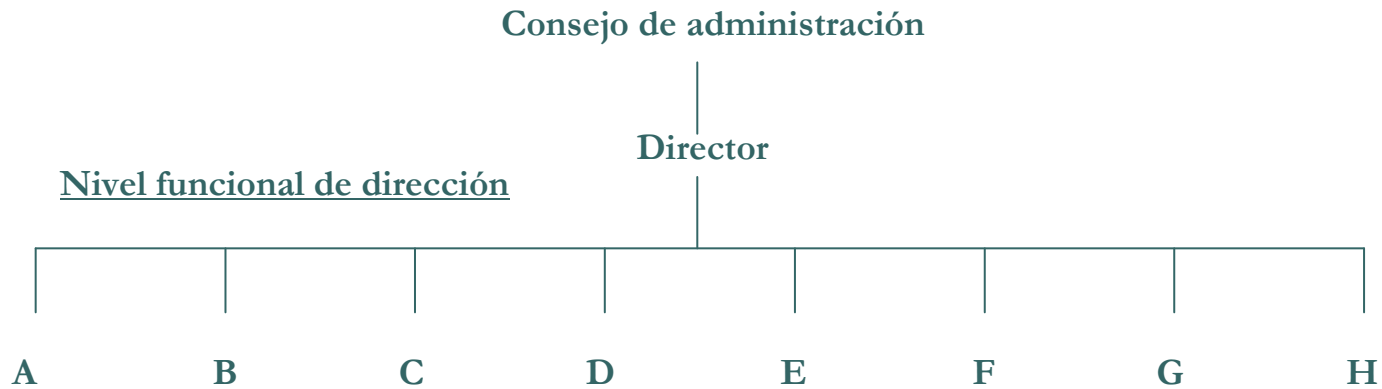 Consejo de administración
Director
Nivel funcional de dirección
A B C D E F G H